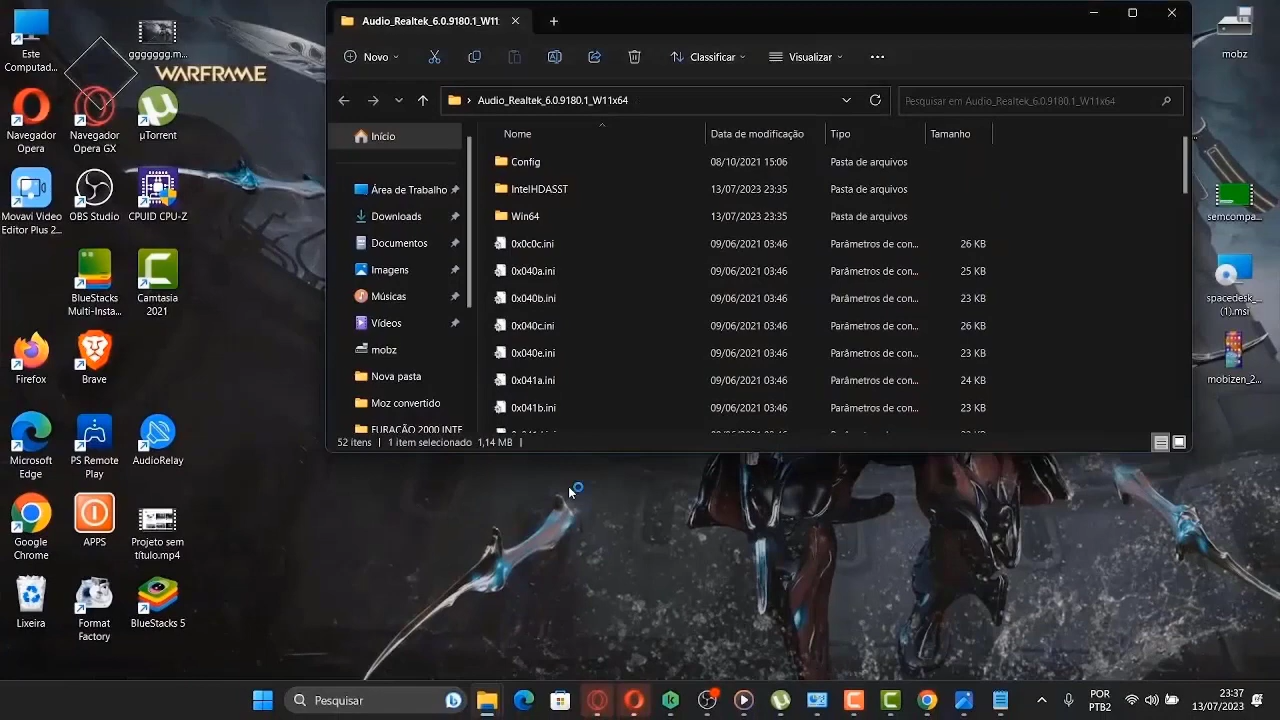 Audio_Realtek_6.0.9180.1_W11
Novo
Classificar
Visualizar
Audio_Realtek_6.0.9180.1_W11x64
Pesquisar em Audio_Realtek_6.0.9180.1_W11x64
Início
Área de Trabalho
Downloads
Documentos
Imagens
Músicas
Vídeos
mobz
Nova pasta
Moz convertido
FURACÃO 2000 INTE
Nome Data de modificação Tipo Tamanho
Config 08/10/2021 15:06 Pasta de arquivos
IntelHDASST 13/07/2023 23:35 Pasta de arquivos
Win64 13/07/2023 23:35 Pasta de arquivos
0x0c0c.ini 09/06/2021 03:46 Parâmetros de con... 26 KB
09/06/2021 03:46 Parâmetros de con... 25 KB
0x040b.ini 09/06/2021 03:46 Parâmetros de con... 23 KB
0x040c.ini 09/06/2021 03:46 Parâmetros de con... 26 KB
09/06/2021 03:46 Parâmetros de con... 23 KB
0x041a.ini 09/06/2021 03:46 Parâmetros de con... 24 KB
0x041b.ini 09/06/2021 03:46 Parâmetros de con... 23 KB
52 itens 1 item selecionado 1,14 MB
Este
Computad...
gggggg.m...
WARFRAME
Navegador
Opera
Navegador
Opera GX
µTorrent
Movavi Video
Editor Plus 2...
OBS Studio
CPUID CPU-Z
BlueStacks
Multi-Insta...
Camtasia
2021
Firefox
Brave
Microsoft
Edge
PS Remote
Play
AudioRelay
Google
Chrome
APPS
Projeto sem
título.mp4
Lixeira
Format
Factory
BlueStacks 5
mobz
semcompa...
spacedesk_...
(1).msi
mobizen_2...
Pesquisar
POR
PTB2
23:37
13/07/2023